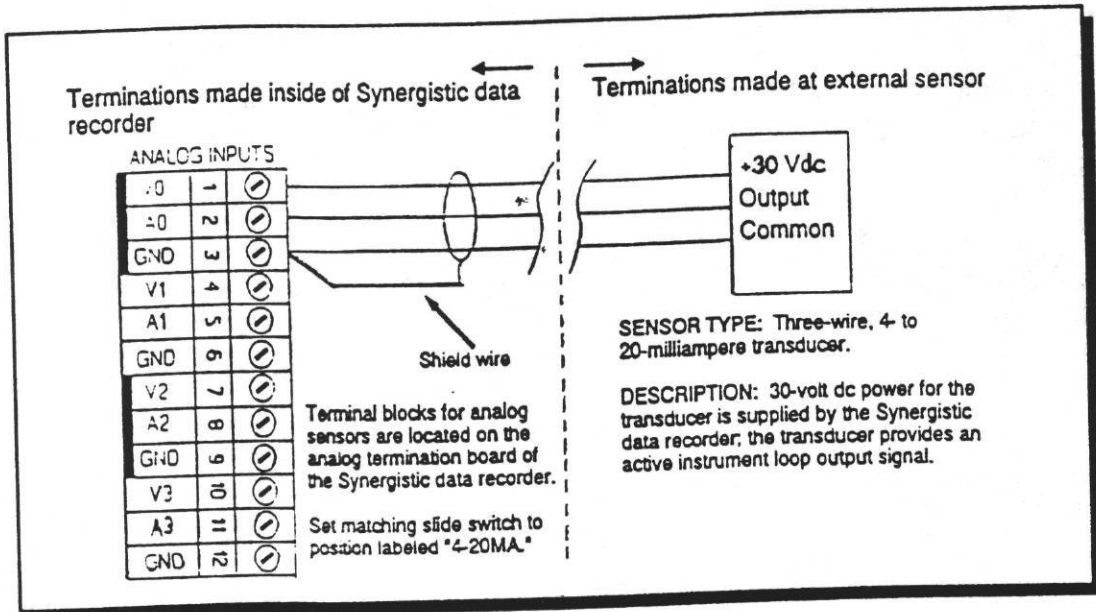 Terminations made inside of Synergistic data
recorder
Terminations made at external sensor
ANALOG INPUTS
1
A0 2
GND 3
V1 4
A1 5
GND 6
V2 7
A2 8
GND 9
V3 10
A3 11
GND 12
Shield wire
Terminal blocks for analog
sensors are located on the
analog termination board of
the Synergistic data recorder.
Set matching slide switch to
position labeled "4-20MA."
+30 Vdc
Output
Common
SENSOR TYPE: Three-wire, 4- to
20-milliampere transducer.
DESCRIPTION: 30-volt dc power for the
transducer is supplied by the Synergistic
data recorder; the transducer provides an
active instrument loop output signal.